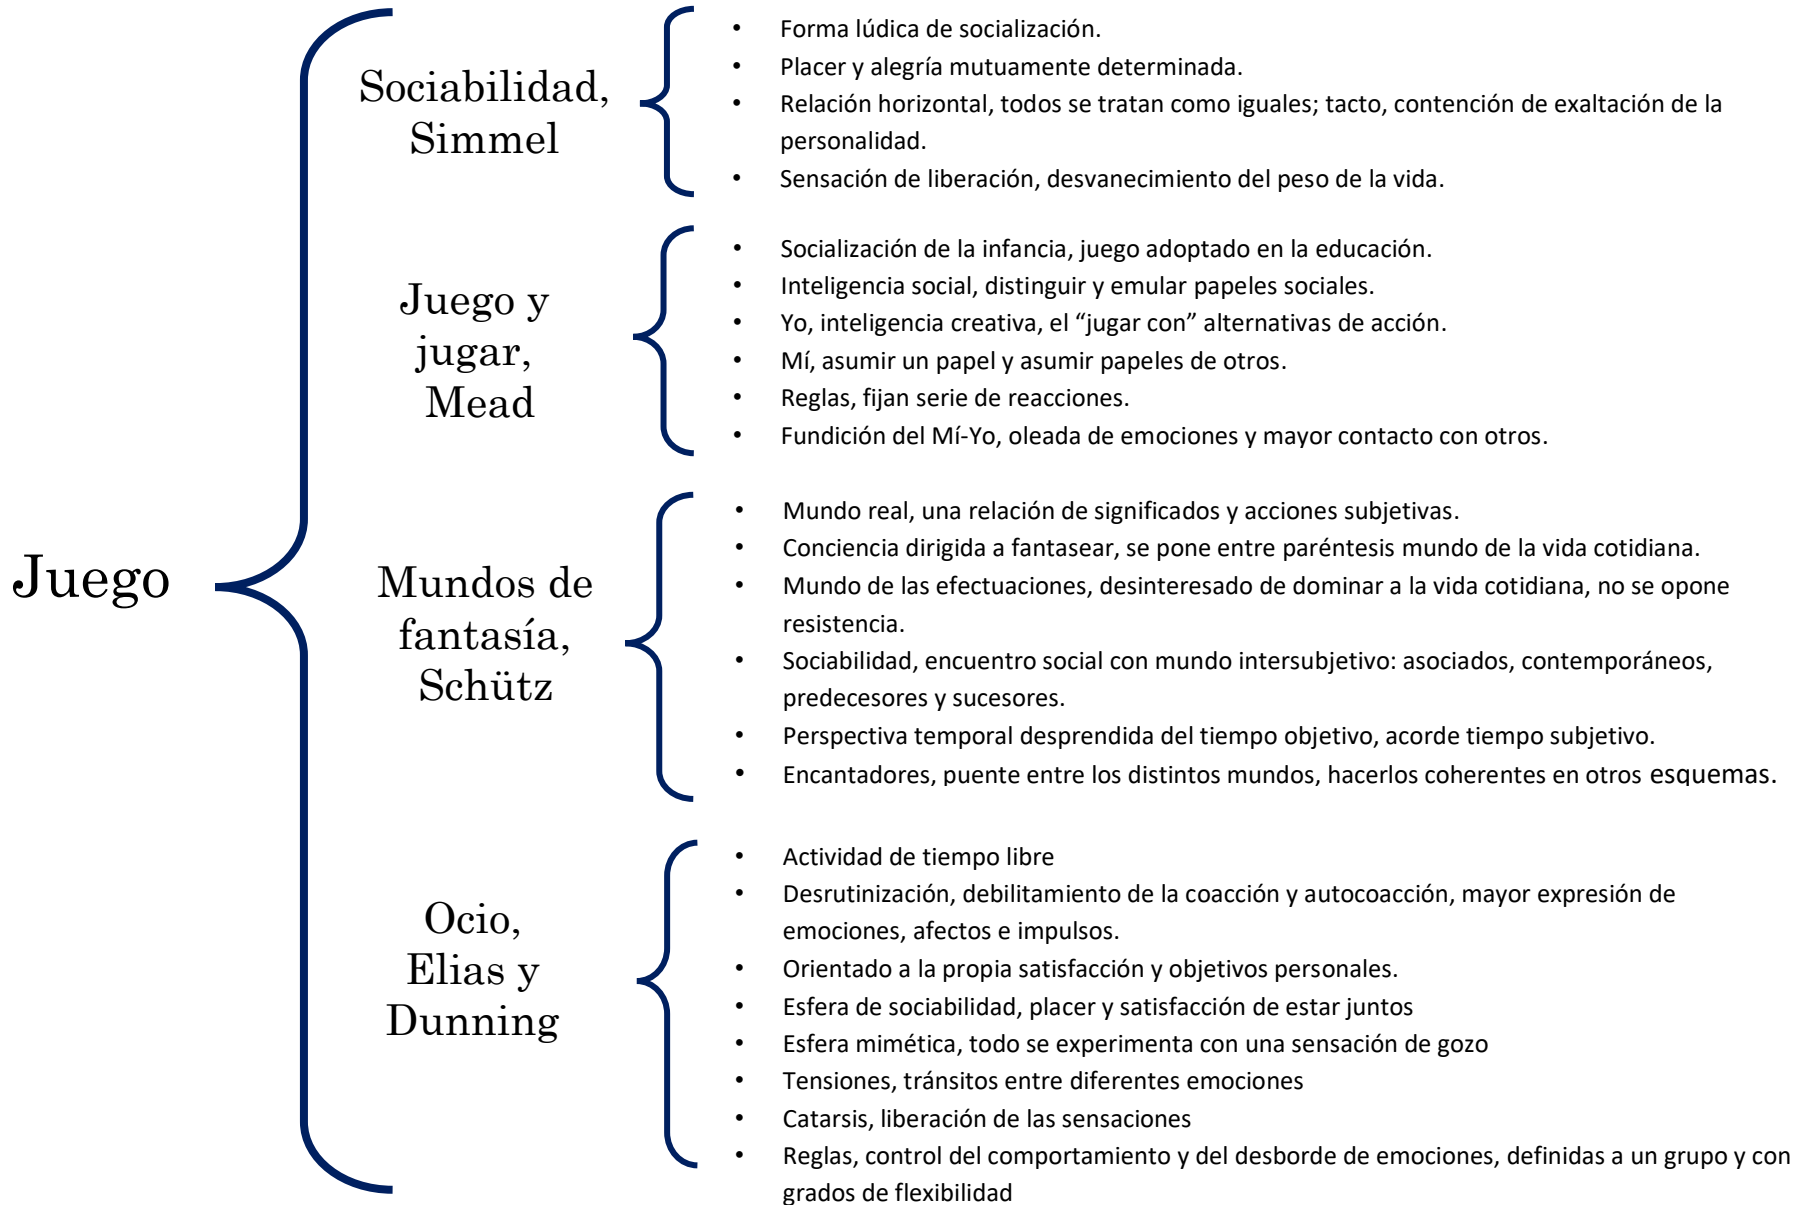 Juego
Sociabilidad,
Simmel
• Forma lúdica de socialización.
• Placer y alegría mutuamente determinada.
• Relación horizontal, todos se tratan como iguales; tacto, contención de exaltación de la
personalidad.
• Sensación de liberación, desvanecimiento del peso de la vida.
Juego y
jugar,
Mead
• Socialización de la infancia, juego adoptado en la educación.
• Inteligencia social, distinguir y emular papeles sociales.
• Yo, inteligencia creativa, el “jugar con” alternativas de acción.
• Mí, asumir un papel y asumir papeles de otros.
• Reglas, fijan serie de reacciones.
• Fundición del Mí-Yo, oleada de emociones y mayor contacto con otros.
Mundos de
fantasía,
Schütz
• Mundo real, una relación de significados y acciones subjetivas.
• Conciencia dirigida a fantasear, se pone entre paréntesis mundo de la vida cotidiana.
• Mundo de las efectuaciones, desinteresado de dominar a la vida cotidiana, no se opone
resistencia.
• Sociabilidad, encuentro social con mundo intersubjetivo: asociados, contemporáneos,
predecesores y sucesores.
• Perspectiva temporal desprendida del tiempo objetivo, acorde tiempo subjetivo.
• Encantadores, puente entre los distintos mundos, hacerlos coherentes en otros esquemas.
Ocio,
Elias y
Dunning
• Actividad de tiempo libre
• Desrutinización, debilitamiento de la coacción y autocoacción, mayor expresión de
emociones, afectos e impulsos.
• Orientado a la propia satisfacción y objetivos personales.
• Esfera de sociabilidad, placer y satisfacción de estar juntos
• Esfera mimética, todo se experimenta con una sensación de gozo
• Tensiones, tránsitos entre diferentes emociones
• Catarsis, liberación de las sensaciones
• Reglas, control del comportamiento y del desborde de emociones, definidas a un grupo y con
grados de flexibilidad